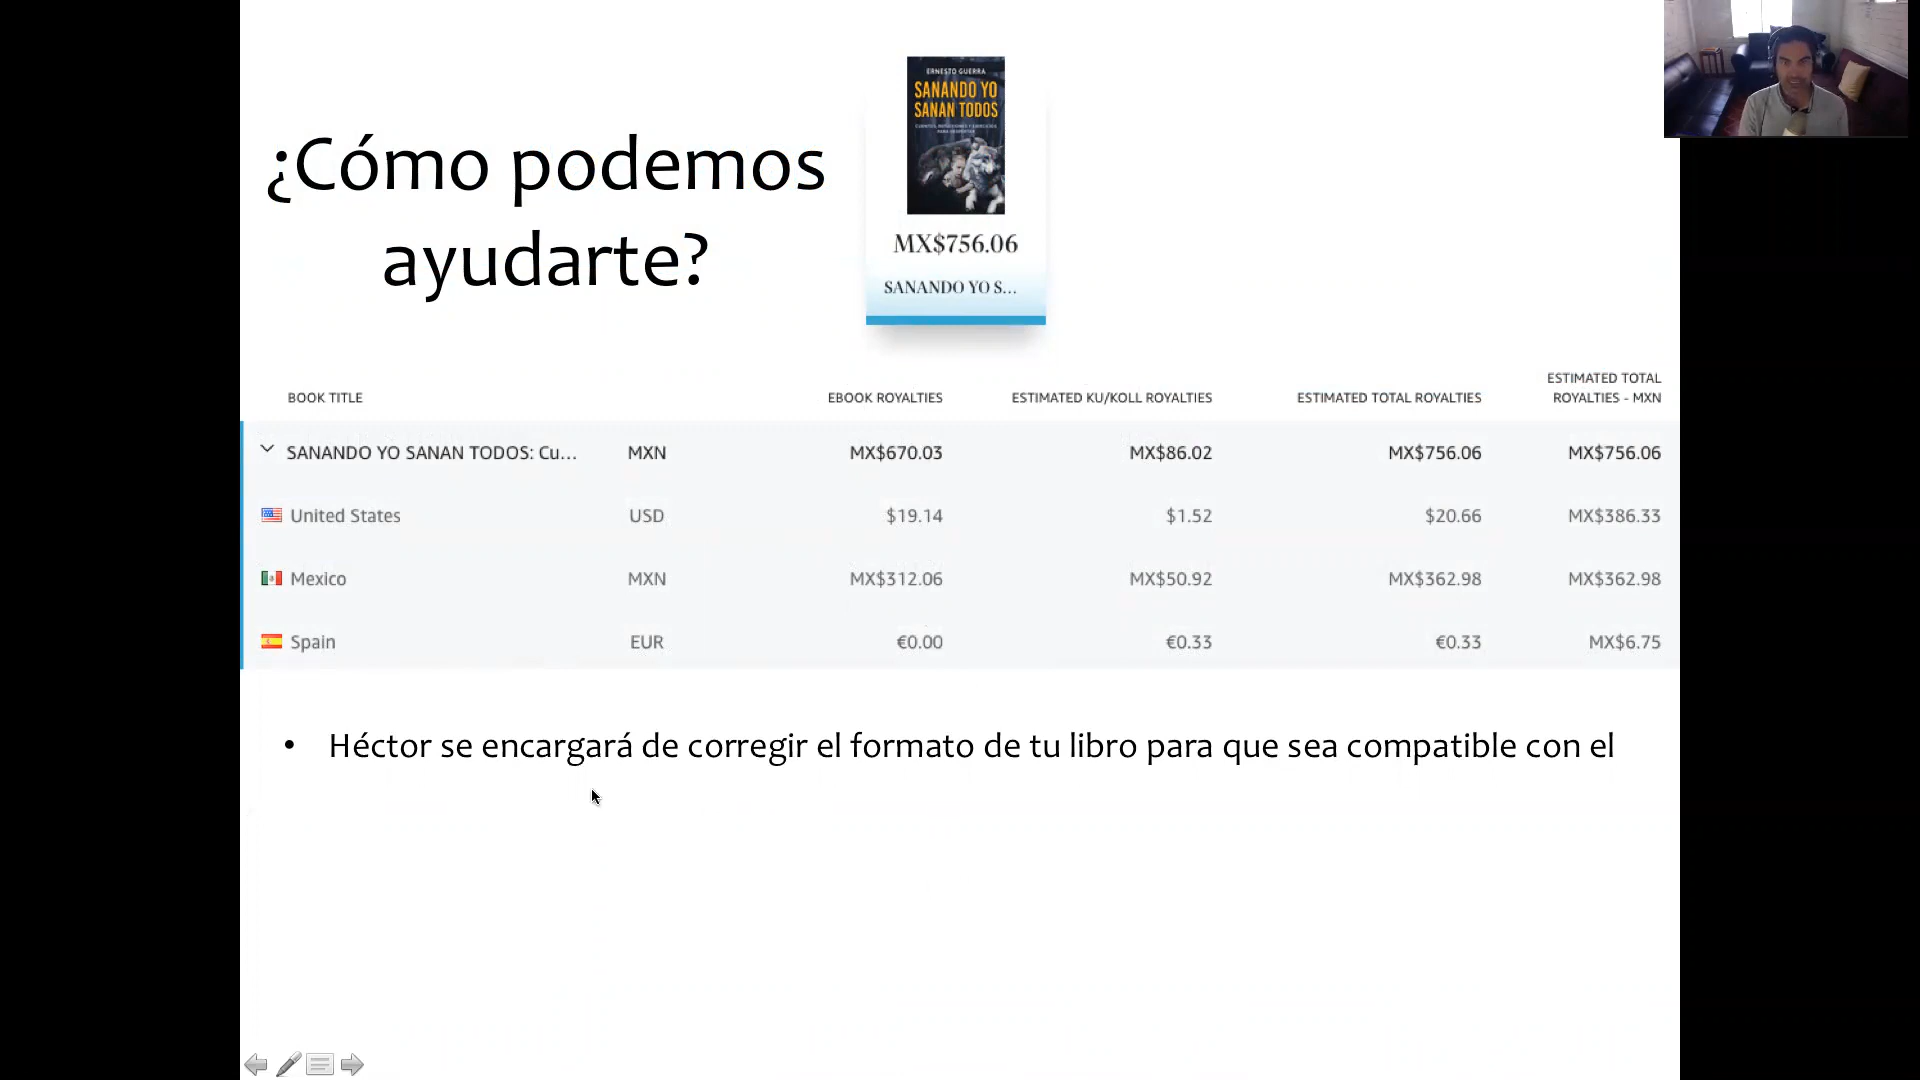 ¿Cómo podemos
ayudarte?
ERNESTO GUERRA
SANANDO YO
SANAN TODOS
CUENTOS, REFLEXIONES Y EJERCICIOS
PARA DESPERTAR
MX$756.06
SANANDO YO S...
BOOK TITLE EBOOK ROYALTIES ESTIMATED KU/KOLL ROYALTIES ESTIMATED TOTAL ROYALTIES ESTIMATED TOTAL ROYALTIES - MXN
SANANDO YO SANAN TODOS: Cu... MXN MX$670.03 MX$86.02 MX$756.06 MX$756.06
United States USD $19.14 $1.52 $20.66 MX$386.33
Mexico MXN MX$312.06 MX$50.92 MX$362.98 MX$362.98
Spain EUR €0.00 €0.33 €0.33 MX$6.75
• Héctor se encargará de corregir el formato de tu libro para que sea compatible con el